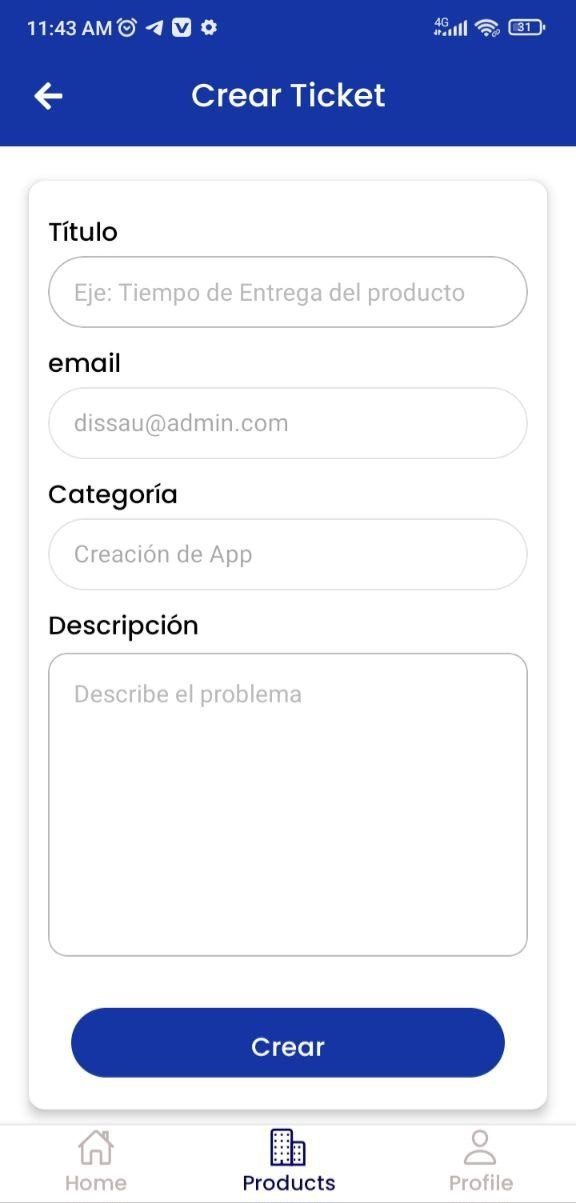 11:43 AM
4G
31
Crear Ticket
Título
Eje: Tiempo de Entrega del producto
email
dissau@admin.com
Categoría
Creación de App
Descripción
Describe el problema
Crear
Home
Products
Profile